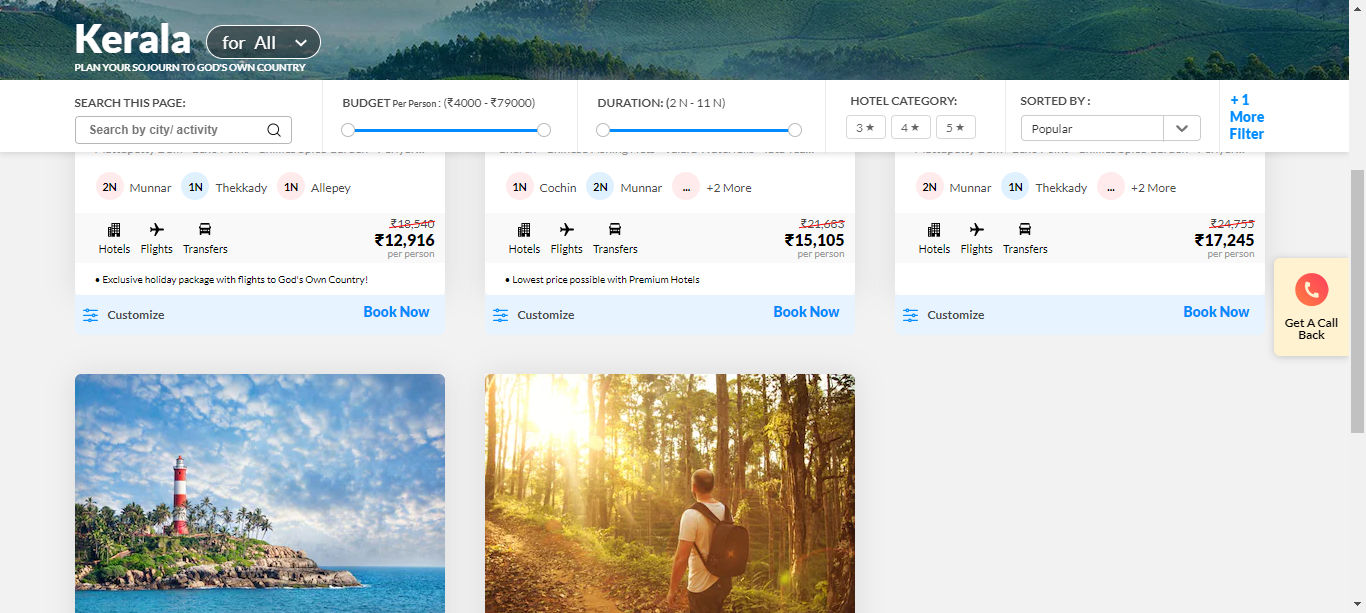 Kerala
for All
PLAN YOUR SOJOURN TO GOD'S OWN COUNTRY
SEARCH THIS PAGE:
Search by city/ activity
BUDGET Per Person : (₹4000 - ₹79000)
DURATION: (2 N - 11 N)
HOTEL CATEGORY:
3 ★ 4 ★ 5 ★
SORTED BY :
Popular
+ 1
More
Filter
2N Munnar 1N Thekkady 1N Allepey
Hotels Flights Transfers
₹18,540
₹12,916
per person
• Exclusive holiday package with flights to God's Own Country!
Customize Book Now
1N Cochin 2N Munnar ... +2 More
Hotels Flights Transfers
₹21,683
₹15,105
per person
• Lowest price possible with Premium Hotels
Customize Book Now
2N Munnar 1N Thekkady ... +2 More
Hotels Flights Transfers
₹24,755
₹17,245
per person
Customize Book Now
Get A Call
Back